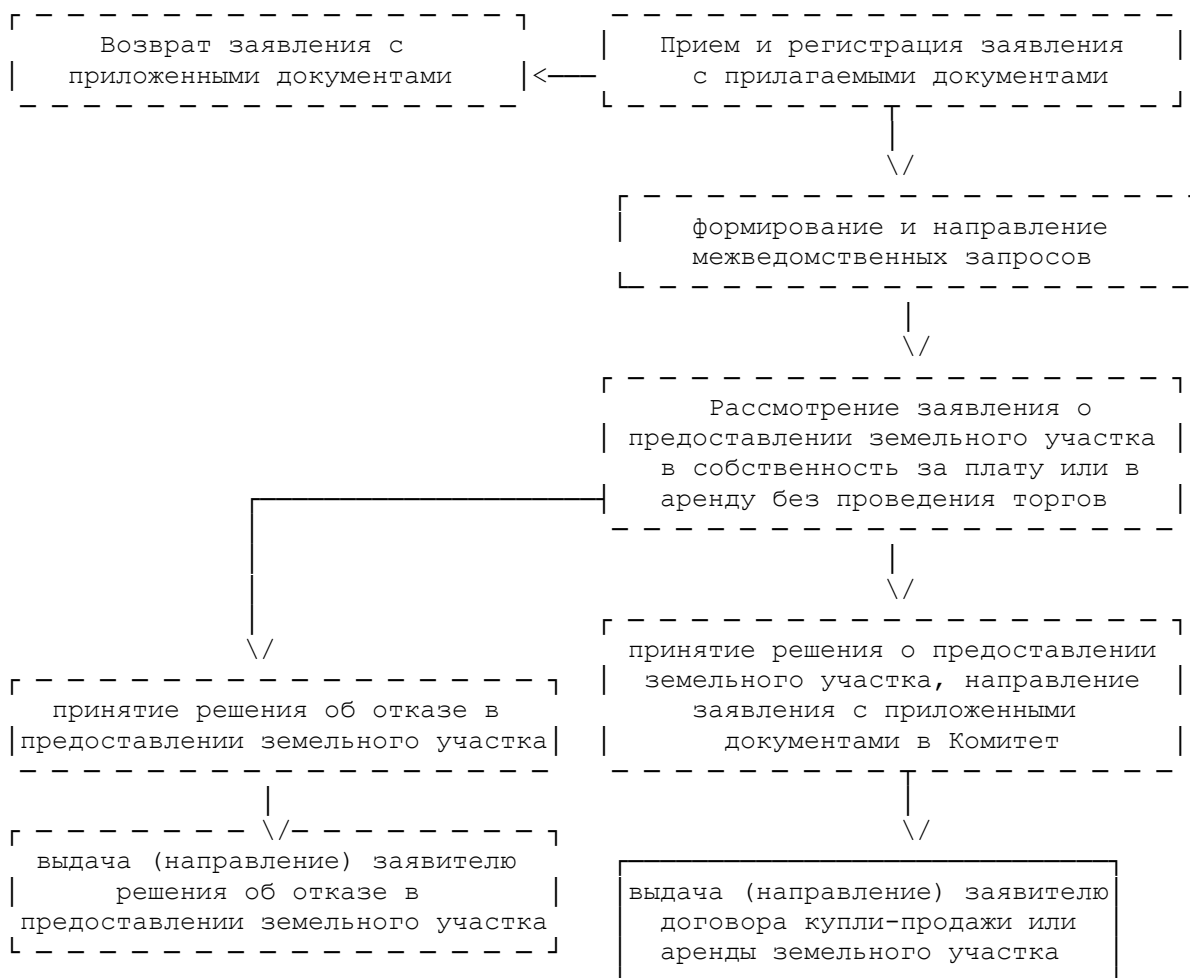 Возврат заявления с
приложенными документами
Прием и регистрация заявления
с прилагаемыми документами
формирование и направление
межведомственных запросов
Рассмотрение заявления о
предоставлении земельного участка
в собственность за плату или в
аренду без проведения торгов
принятие решения о предоставлении
земельного участка, направление
заявления с приложенными
документами в Комитет
принятие решения об отказе в
предоставлении земельного участка
выдача (направление) заявителю
решения об отказе в
предоставлении земельного участка
выдача (направление) заявителю
договора купли-продажи или
аренды земельного участка